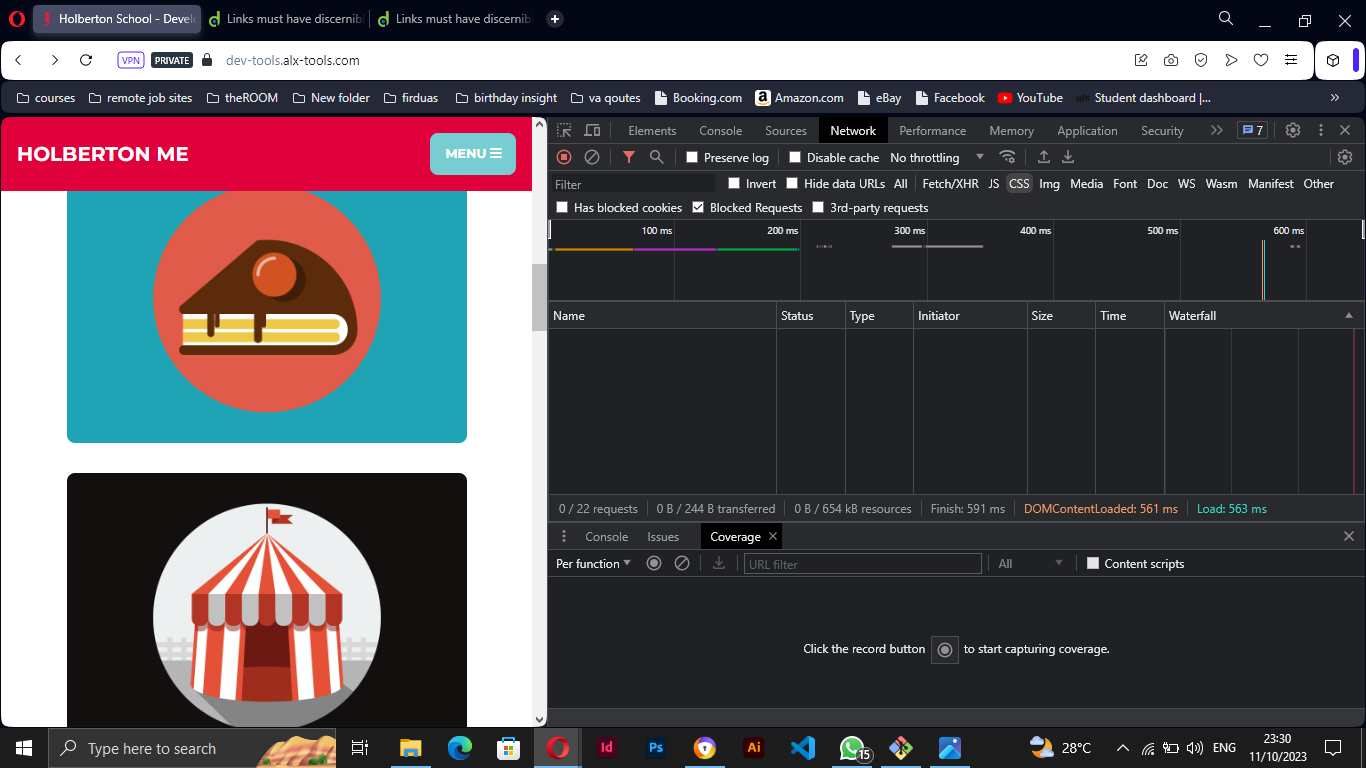 Holberton School - Devel
Links must have discernib
Links must have discernib
VPN PRIVATE dev-tools.alx-tools.com
courses remote job sites theROOM New folder firduas birthday insight va qoutes Booking.com Amazon.com eBay Facebook YouTube Student dashboard |...
HOLBERTON ME
MENU
Elements Console Sources Network Performance Memory Application Security 7
Preserve log Disable cache No throttling
Filter Invert Hide data URLs All Fetch/XHR JS CSS Img Media Font Doc WS Wasm Manifest Other
Has blocked cookies Blocked Requests 3rd-party requests
100 ms 200 ms 300 ms 400 ms 500 ms 600 ms
Name Status Type Initiator Size Time Waterfall
0 / 22 requests 0 B / 244 B transferred 0 B / 654 kB resources Finish: 591 ms DOMContentLoaded: 561 ms Load: 563 ms
Console Issues Coverage
Per function URL filter All Content scripts
Click the record button to start capturing coverage.
Type here to search
Id Ps Ai 15
28°C ENG
23:30
11/10/2023